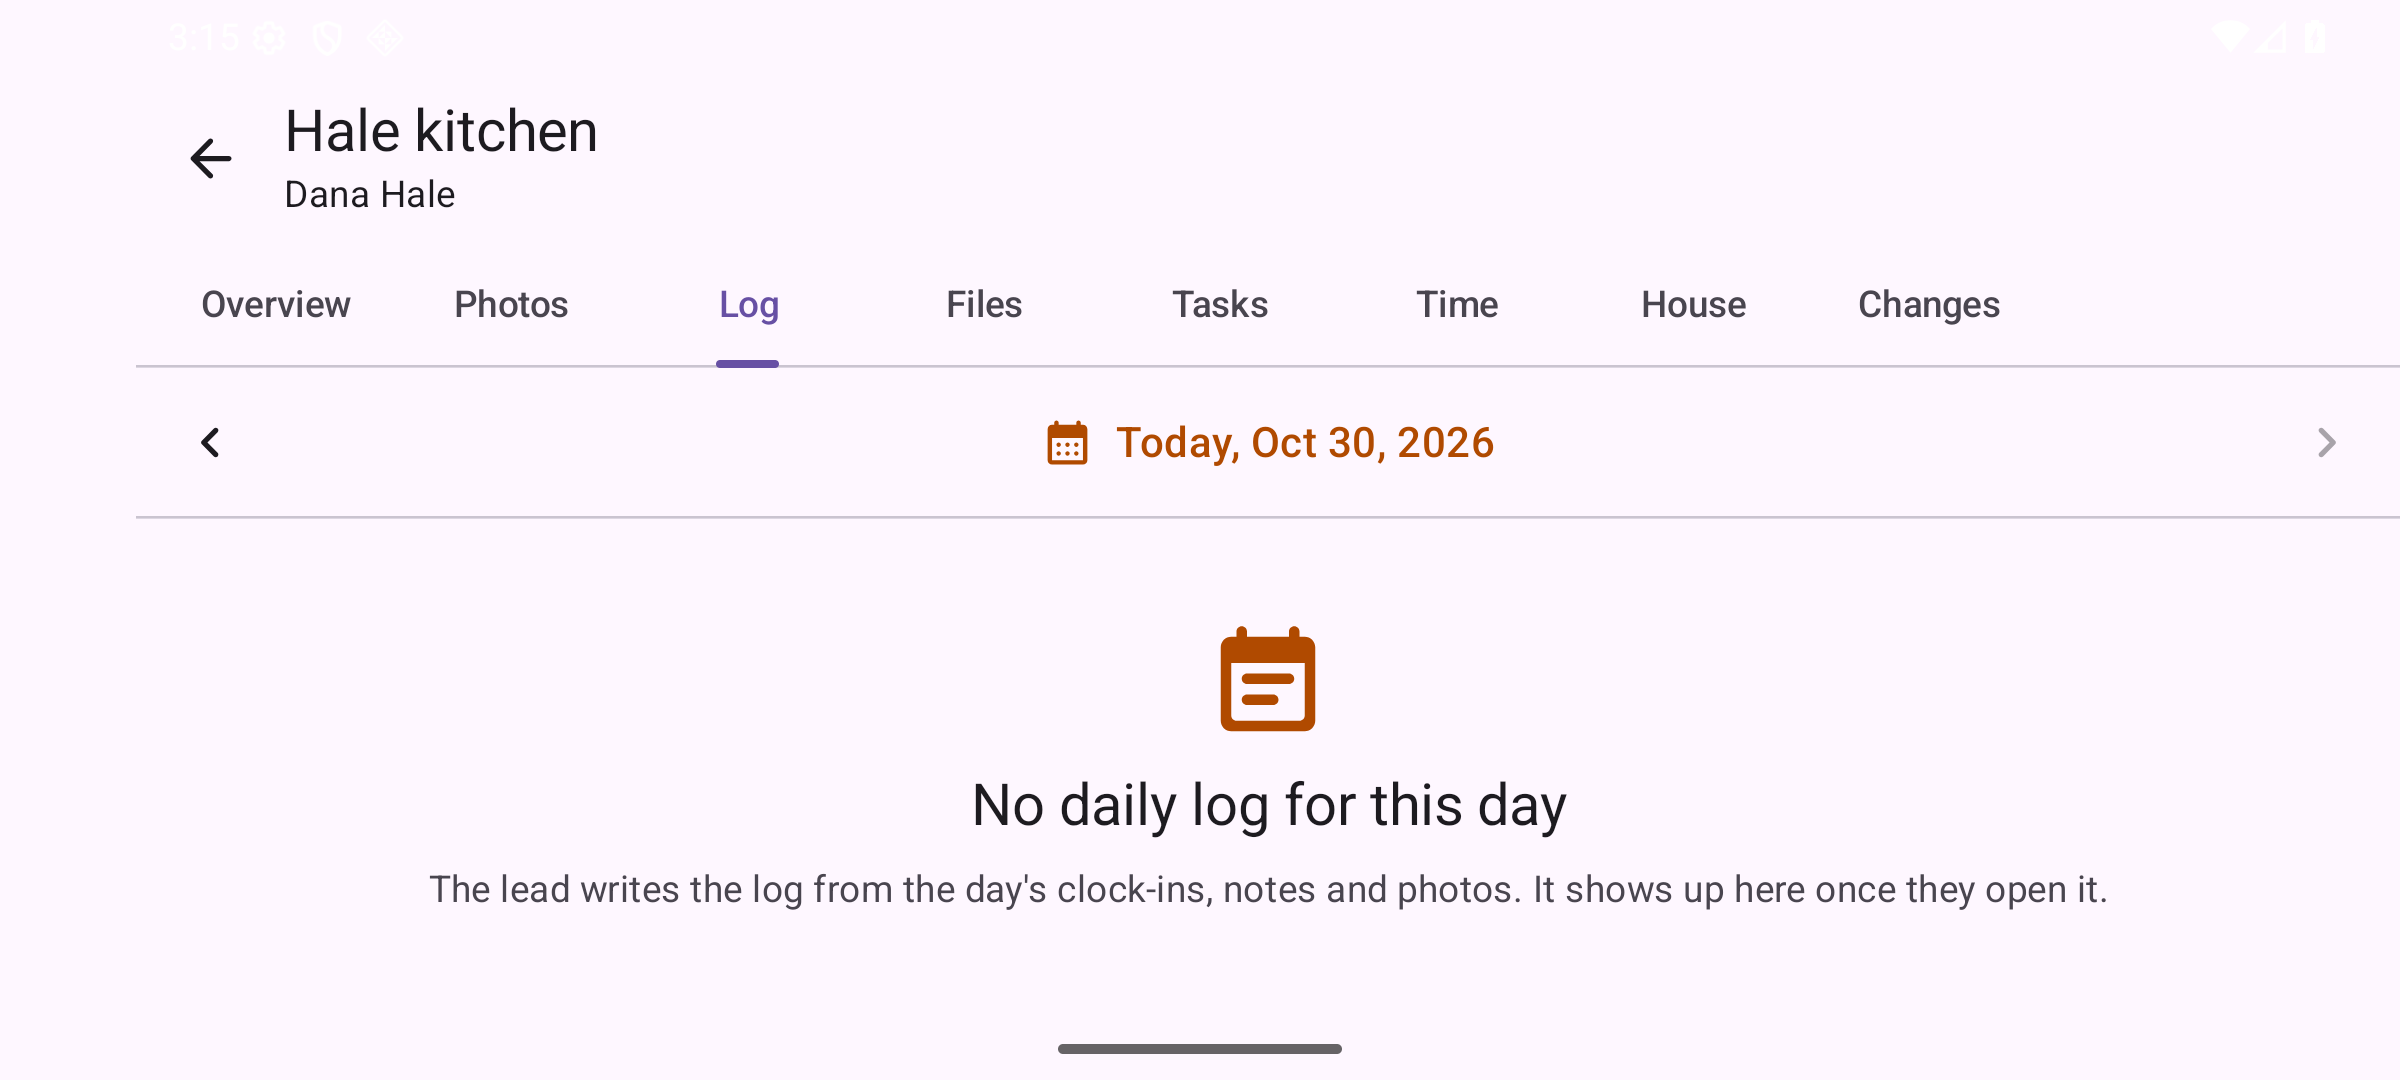 3:15
Hale kitchen
Dana Hale
Overview Photos Log Files Tasks Time House Changes
Today, Oct 30, 2026
No daily log for this day
The lead writes the log from the day's clock-ins, notes and photos. It shows up here once they open it.